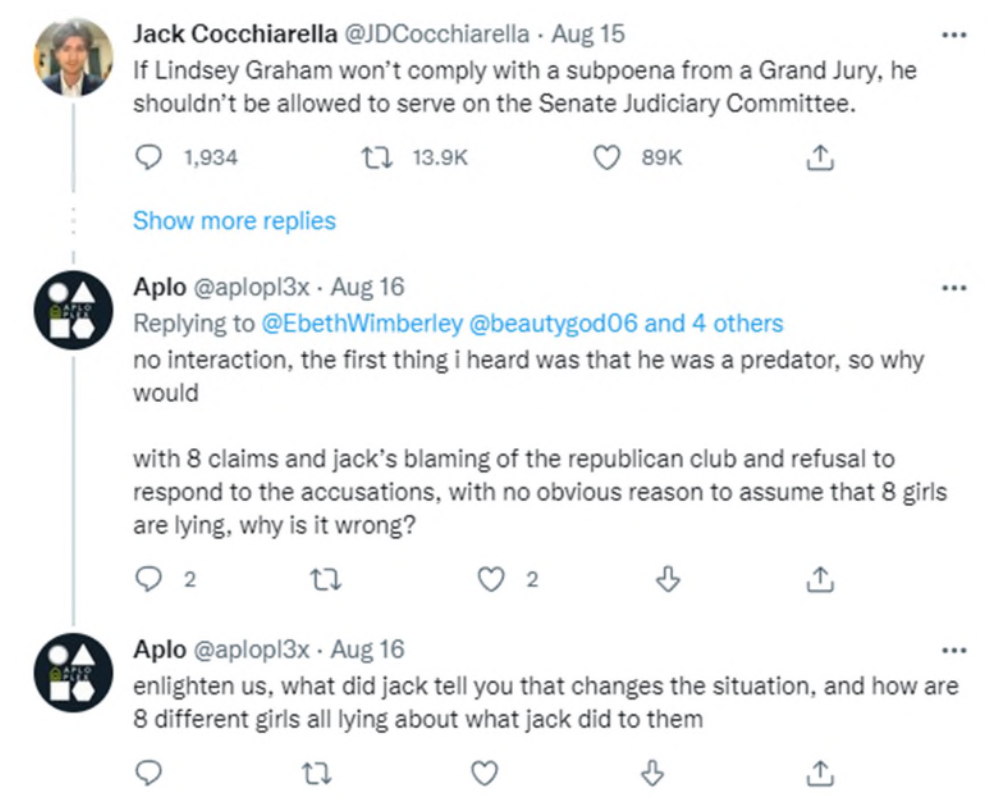 Jack Cocchiarella @JDCocchiarella · Aug 15
If Lindsey Graham won’t comply with a subpoena from a Grand Jury, he
shouldn’t be allowed to serve on the Senate Judiciary Committee.
1,934 13.9K 89K
Show more replies
Aplo @aplopl3x · Aug 16
Replying to @EbethWimberley @beautygod06 and 4 others
no interaction, the first thing i heard was that he was a predator, so why
would
with 8 claims and jack’s blaming of the republican club and refusal to
respond to the accusations, with no obvious reason to assume that 8 girls
are lying, why is it wrong?
2 2
Aplo @aplopl3x · Aug 16
enlighten us, what did jack tell you that changes the situation, and how are
8 different girls all lying about what jack did to them